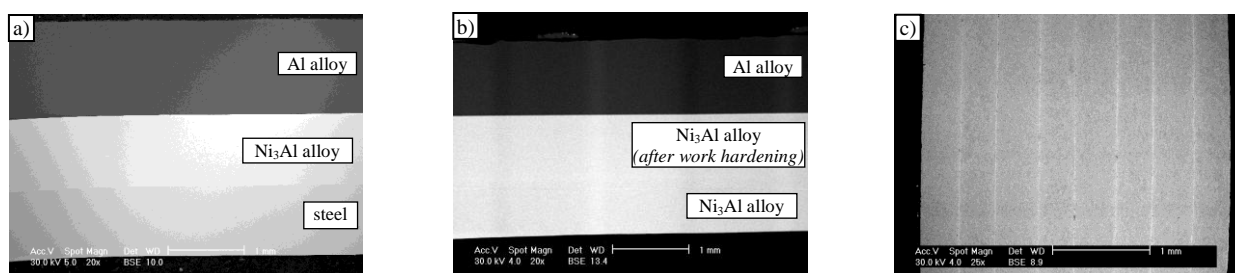 a)
Al alloy
Ni₃Al alloy
steel
Acc.V Spot Magn Det WD 1 mm
30.0 kV 5.0 20x BSE 10.0
b)
Al alloy
Ni₃Al alloy
(after work hardening)
Ni₃Al alloy
Acc.V Spot Magn Det WD 1 mm
30.0 kV 4.0 20x BSE 13.4
c)
Acc.V Spot Magn Det WD 1 mm
30.0 kV 4.0 25x BSE 8.9